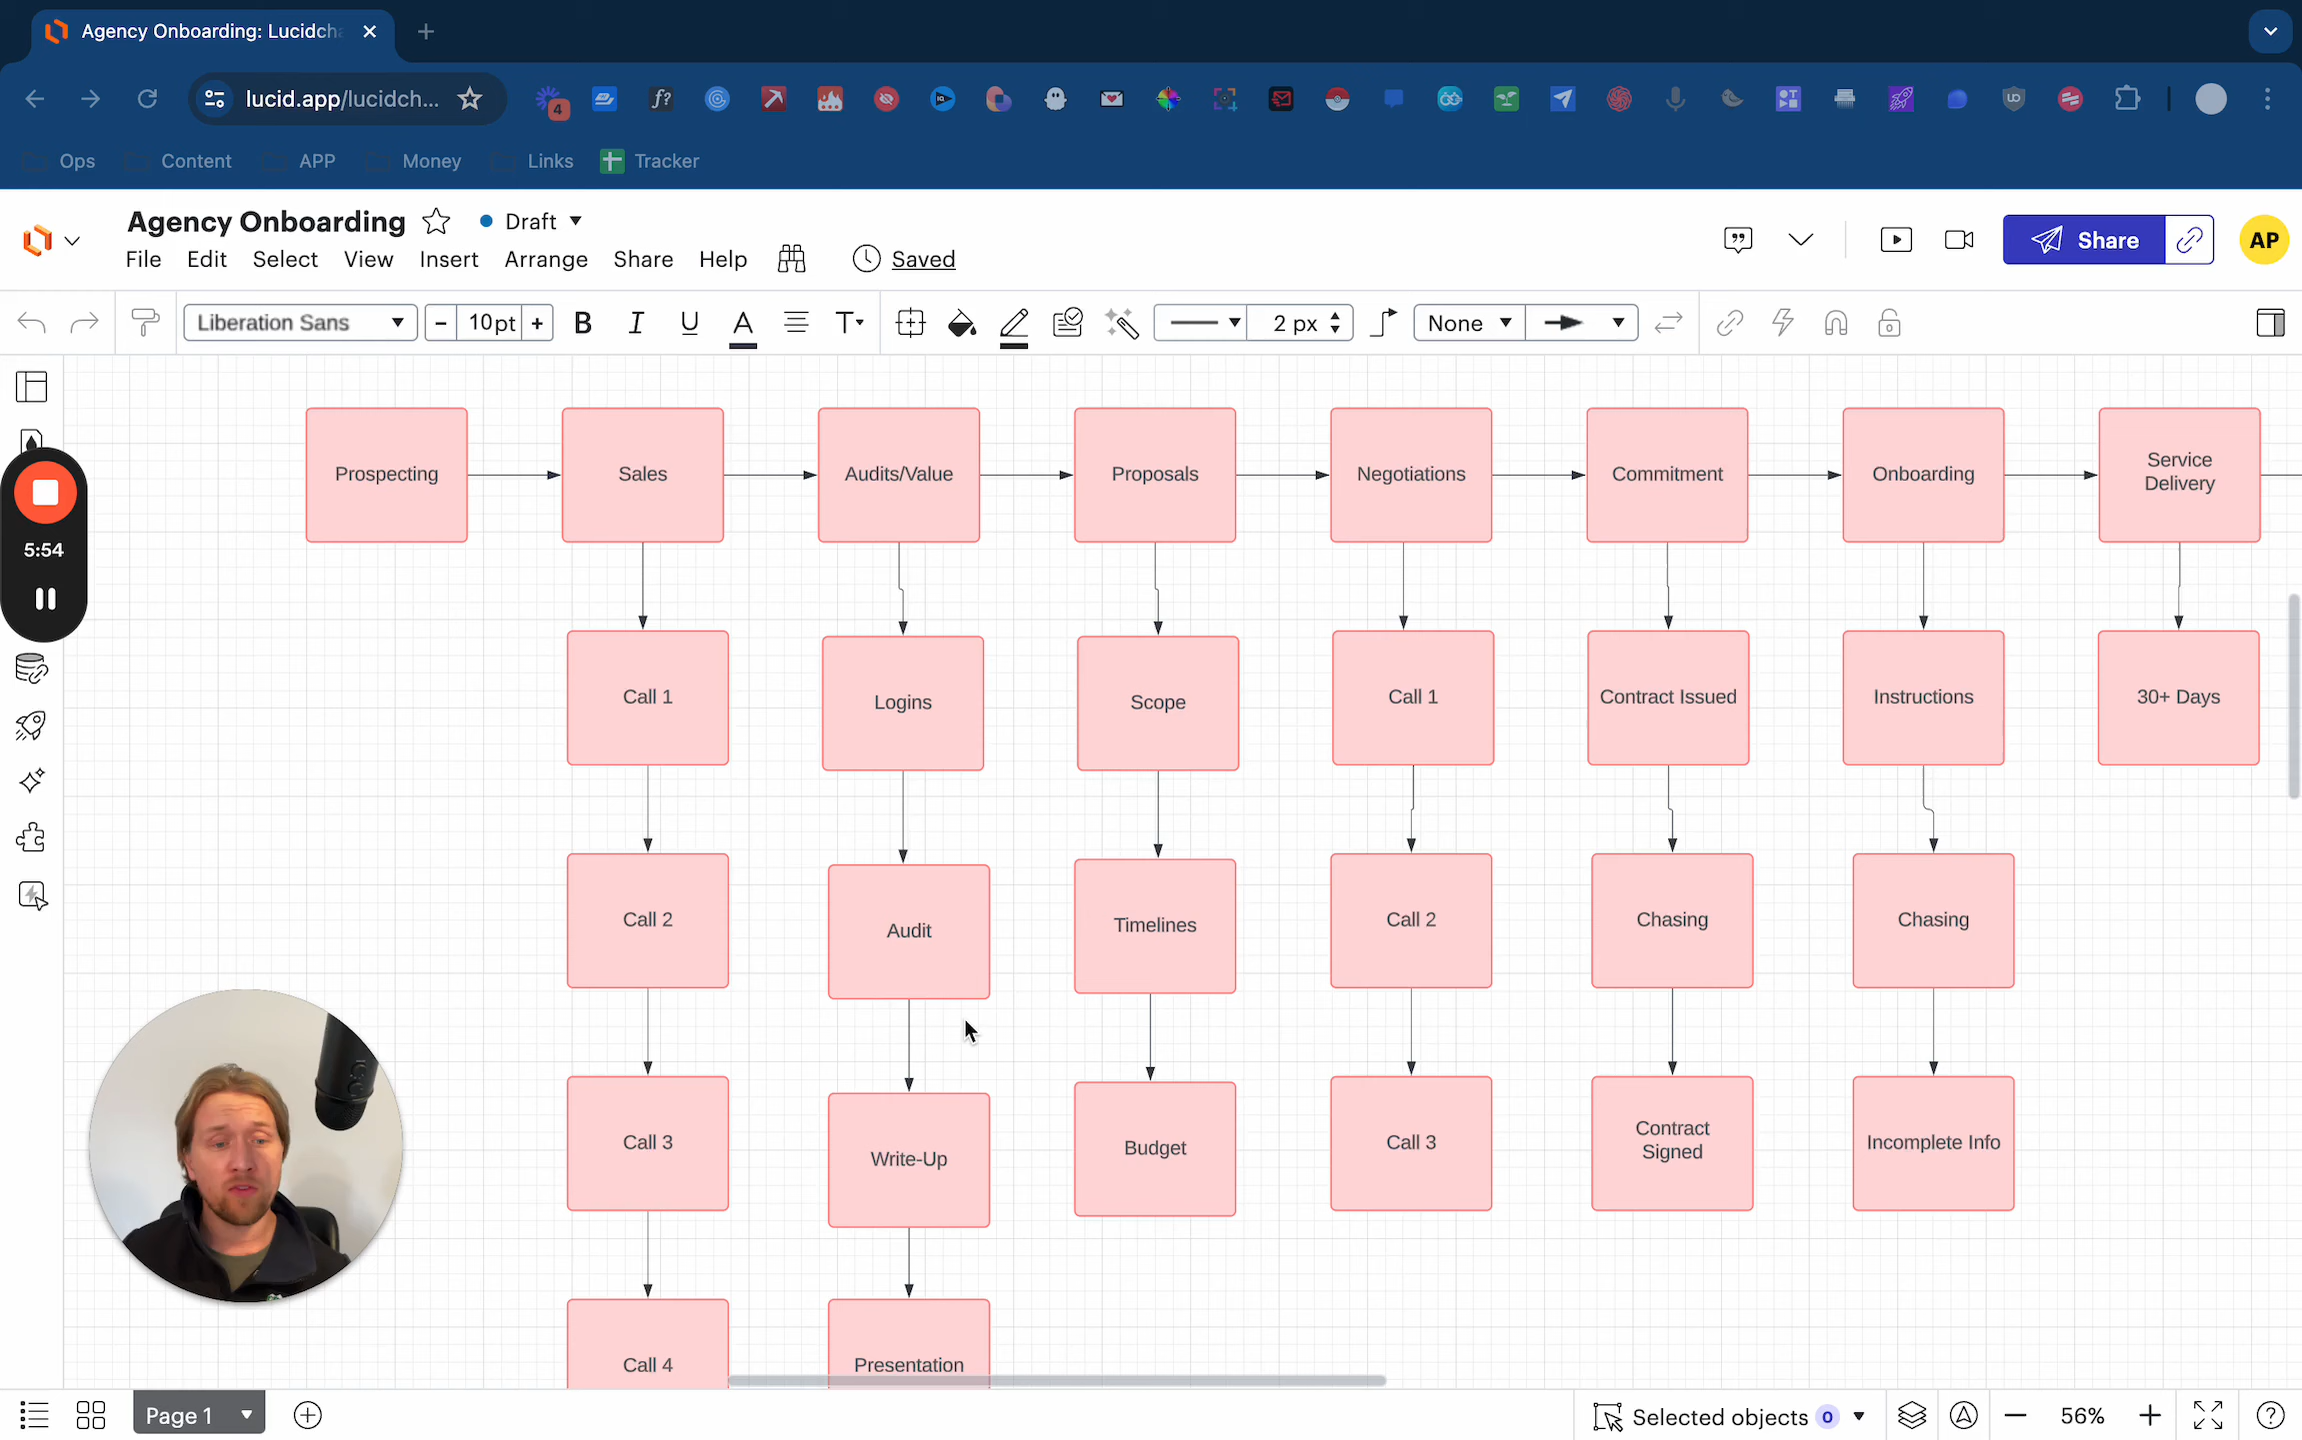 Agency Onboarding: Lucidch
lucid.app/lucidch...
4
f?
IQ
UD
Ops
Content
APP
Money
Links
Tracker
Agency Onboarding
Draft
File
Edit
Select
View
Insert
Arrange
Share
Help
Saved
Share
AP
Liberation Sans
10pt
B
I
U
A
T
2 px
None
5:54
Prospecting
Sales
Audits/Value
Proposals
Negotiations
Commitment
Onboarding
Service
Delivery
Call 1
Logins
Scope
Call 1
Contract Issued
Instructions
30+ Days
Call 2
Audit
Timelines
Call 2
Chasing
Chasing
Call 3
Write-Up
Budget
Call 3
Contract
Signed
Incomplete Info
Call 4
Presentation
Page 1
Selected objects
0
56%